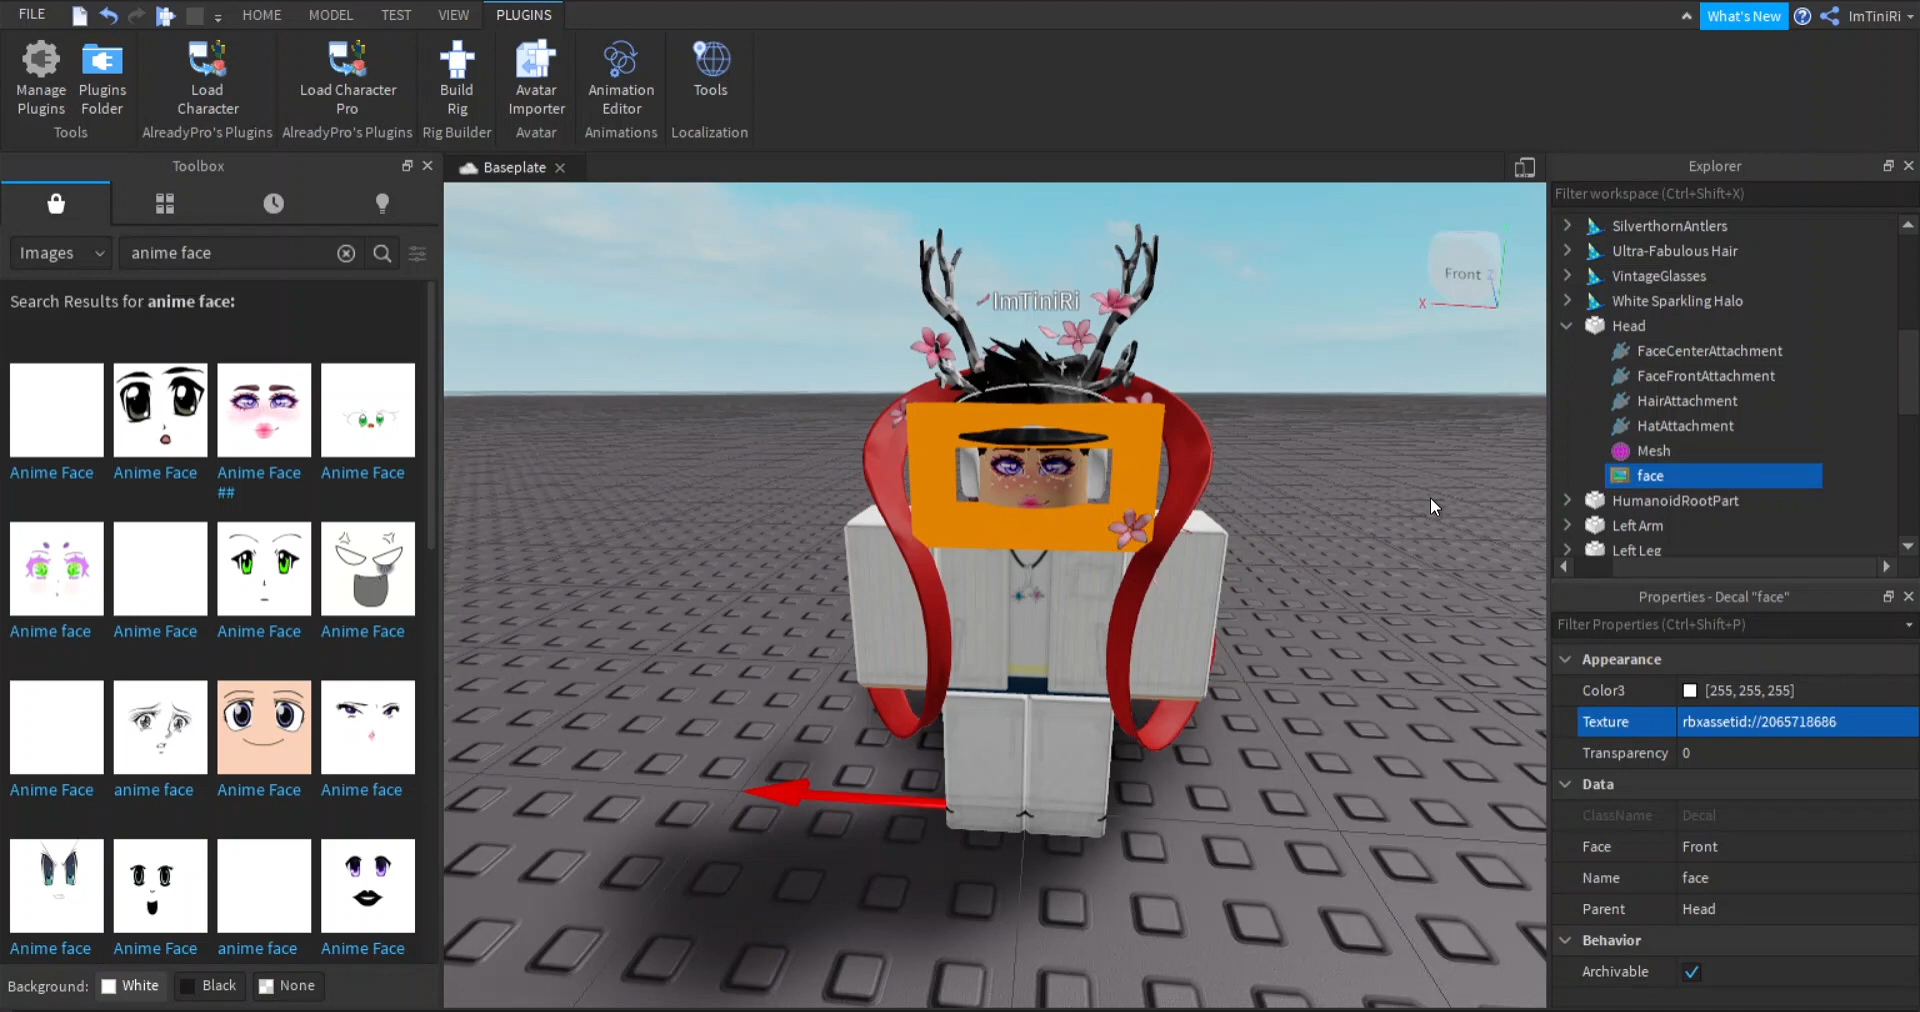 FILE HOME MODEL TEST VIEW PLUGINS What's New ImTiniRi
Manage Plugins
Plugins Folder
Tools
Load Character
AlreadyPro's Plugins
Load Character Pro
AlreadyPro's Plugins
Build Rig
Rig Builder
Avatar Importer
Avatar
Animation Editor
Animations
Tools
Localization
Toolbox
Images
anime face
Search Results for anime face:
Anime Face
Anime Face
Anime Face ##
Anime Face
Anime face
Anime Face
Anime Face
Anime Face
Anime Face
anime face
Anime Face
Anime face
Anime face
Anime Face
anime face
Anime Face
Background: White Black None
Baseplate
ImTiniRi
Front
X
Z
Explorer
Filter workspace (Ctrl+Shift+X)
SilverthornAntlers
Ultra-Fabulous Hair
VintageGlasses
White Sparkling Halo
Head
FaceCenterAttachment
FaceFrontAttachment
HairAttachment
HatAttachment
Mesh
face
HumanoidRootPart
Left Arm
Left Leg
Properties - Decal "face"
Filter Properties (Ctrl+Shift+P)
Appearance
Color3 [255, 255, 255]
Texture rbxassetid://2065718686
Transparency 0
Data
ClassName Decal
Face Front
Name face
Parent Head
Behavior
Archivable